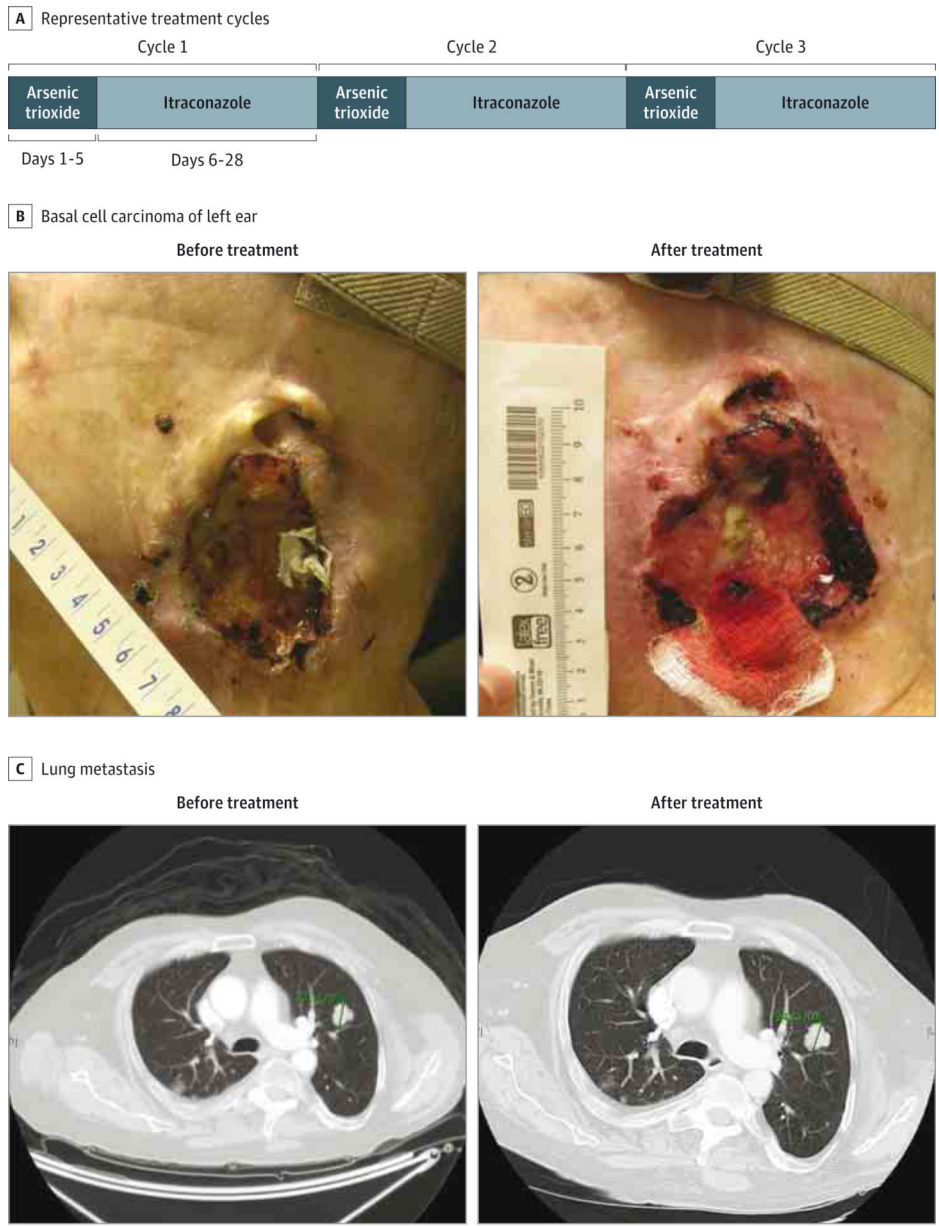 A Representative treatment cycles
Cycle 1 Cycle 2 Cycle 3
Arsenic trioxide
Itraconazole
Arsenic trioxide
Itraconazole
Arsenic trioxide
Itraconazole
Days 1-5 Days 6-28
B Basal cell carcinoma of left ear
Before treatment After treatment
1 2 3 4 5 6 7 8
10 9 8 7 6 5 4 3 2 1
2
latex free
C Lung metastasis
Before treatment After treatment